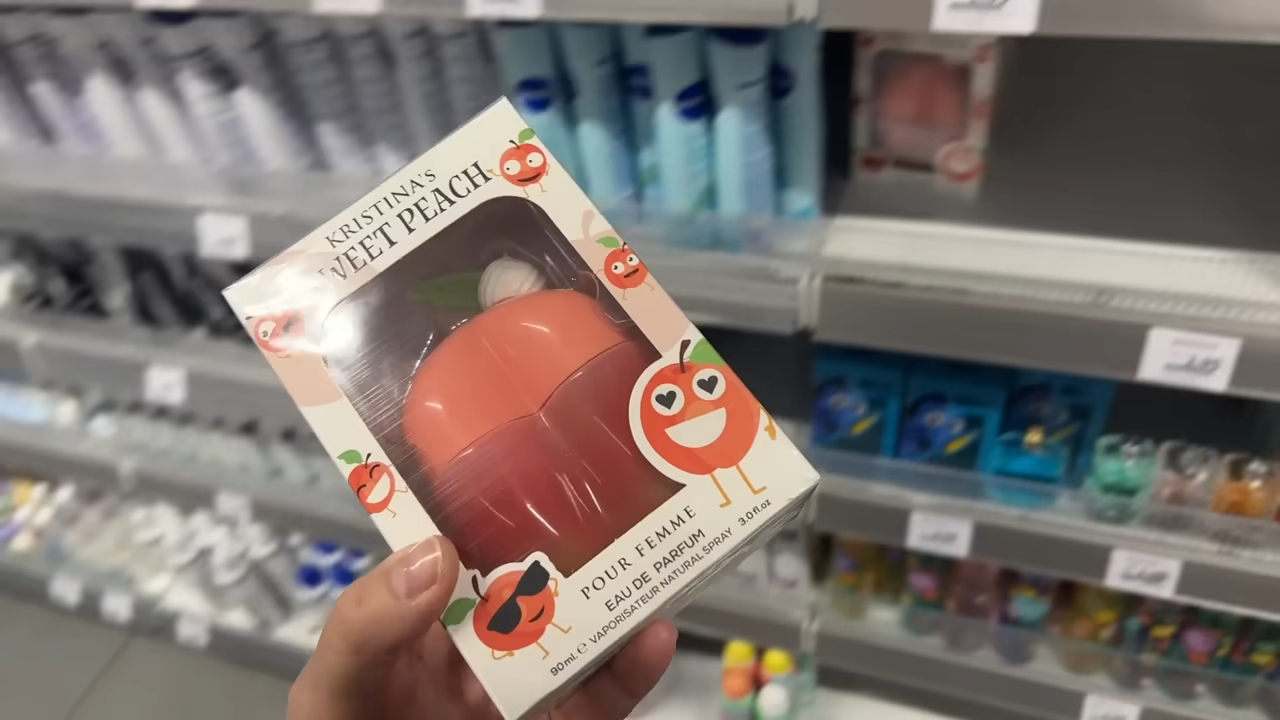 KRISTINA'S
WEET PEACH
POUR FEMME
EAU DE PARFUM
90ml. ℮ VAPORISATEUR NATURAL SPRAY 3.0 fl.oz